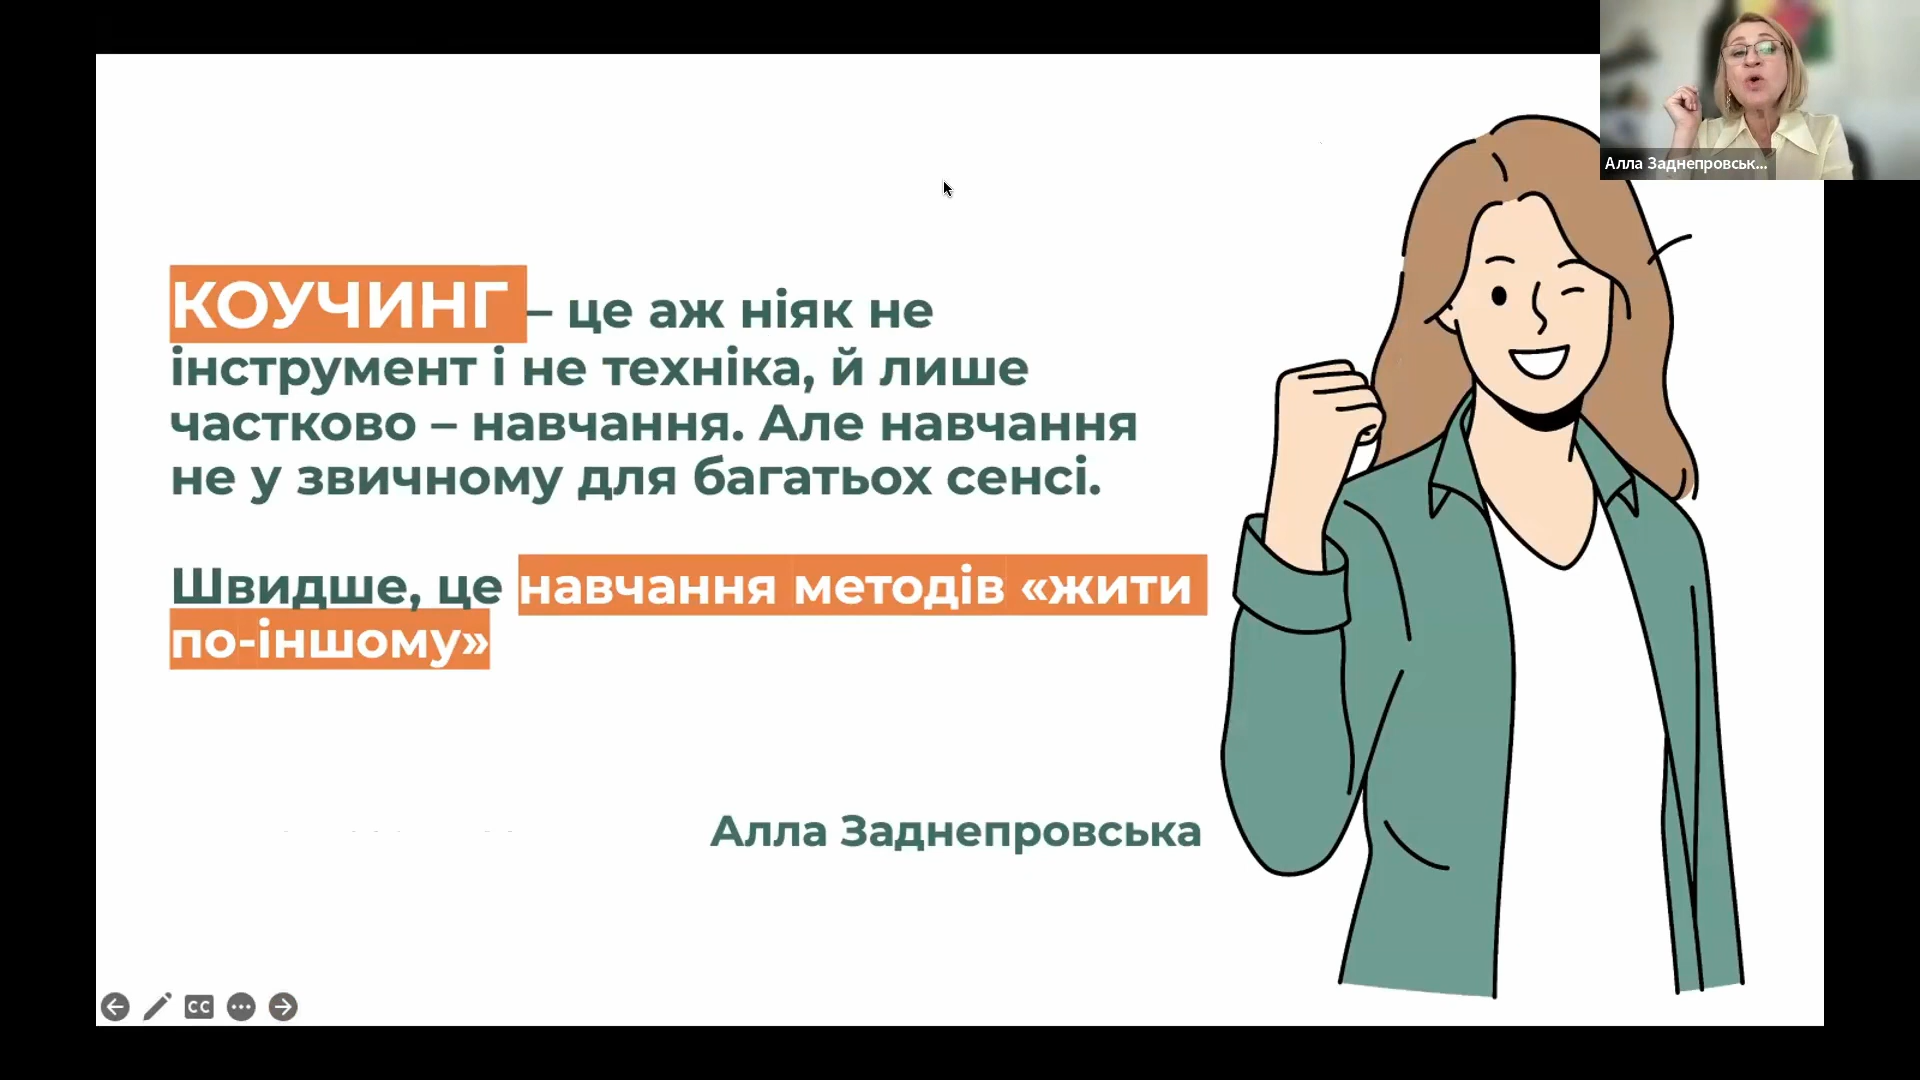 Алла Заднепровськ...
КОУЧИНГ – це аж ніяк не
інструмент і не техніка, й лише
частково – навчання. Але навчання
не у звичному для багатьох сенсі.
Швидше, це навчання методів «жити
по-іншому»
Алла Заднепровська
CC